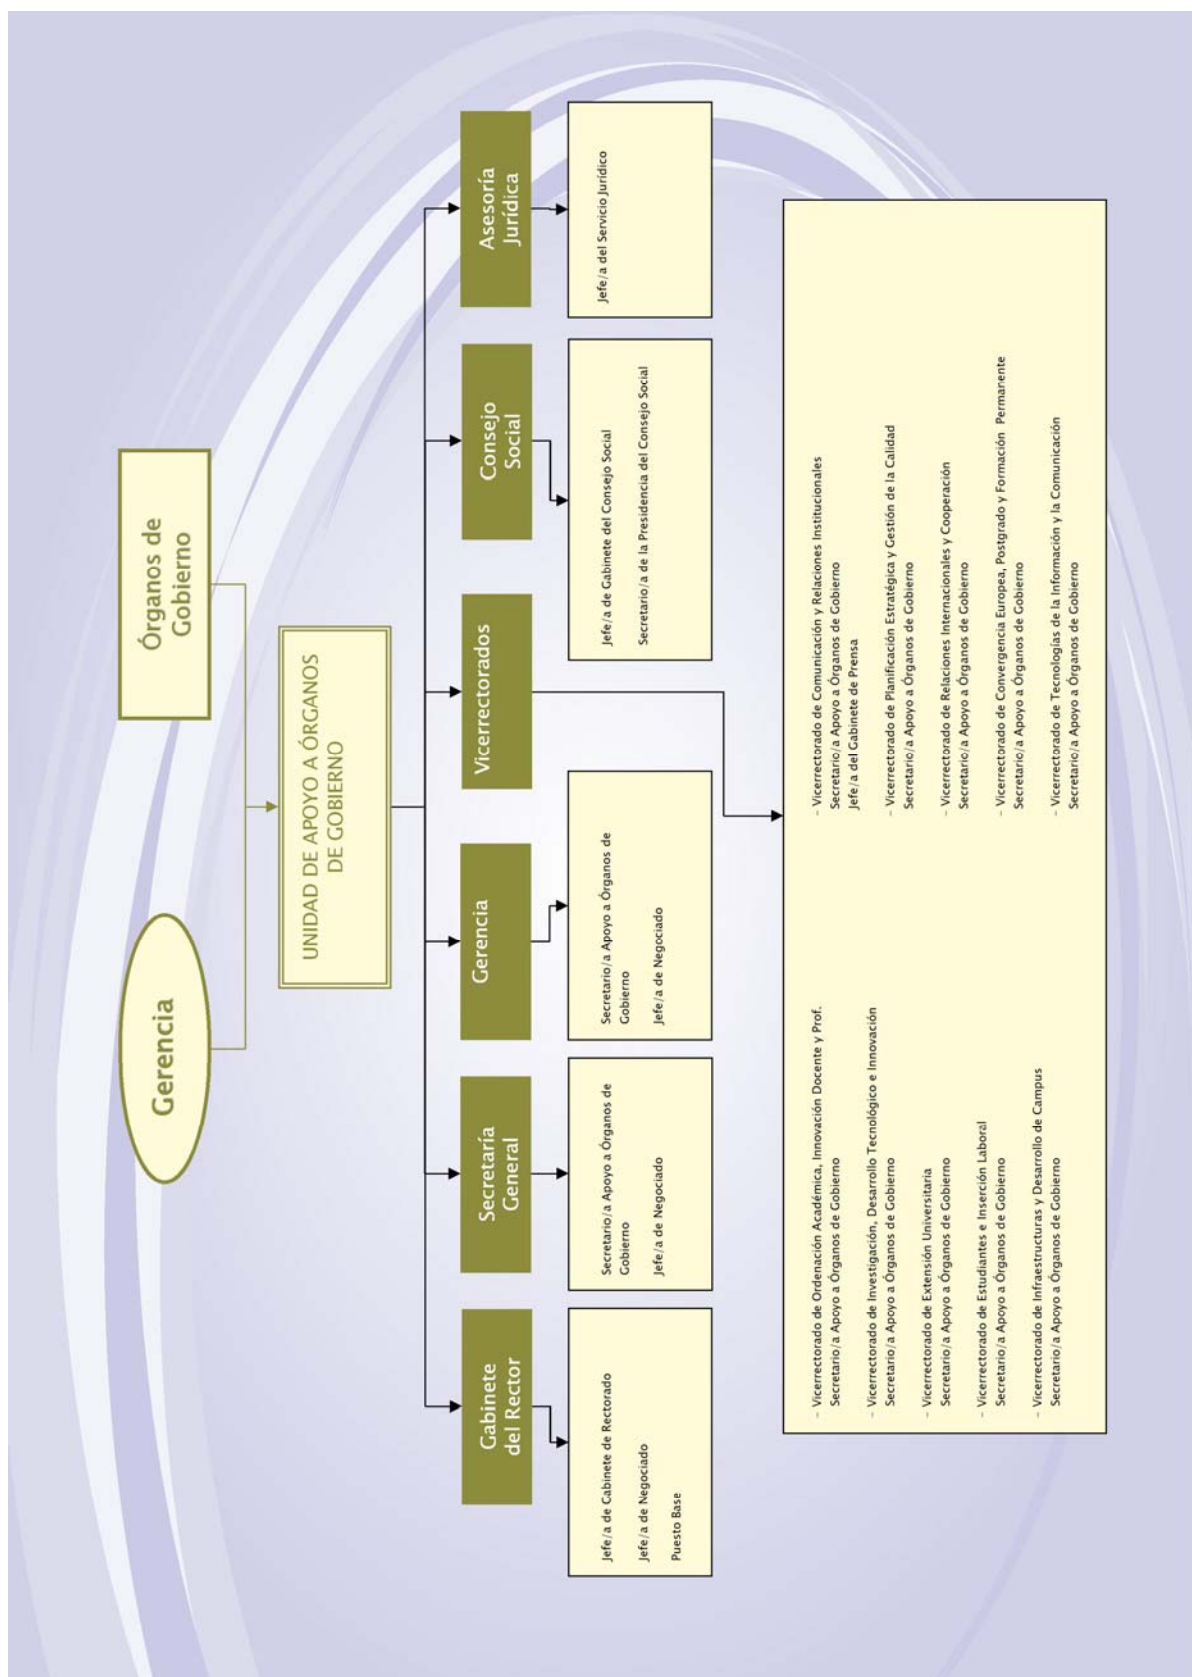 Gerencia
Órganos de
Gobierno
UNIDAD DE APOYO A ÓRGANOS
DE GOBIERNO
Gabinete
del Rector
Secretaría
General
Gerencia
Vicerrectorados
Consejo
Social
Asesoría
Jurídica
Jefe/a de Gabinete de Rectorado
Jefe/a de Negociado
Puesto Base
Secretario/a Apoyo a Órganos de
Gobierno
Jefe/a de Negociado
Secretario/a Apoyo a Órganos de
Gobierno
Jefe/a de Negociado
Jefe/a de Gabinete del Consejo Social
Secretario/a de la Presidencia del Consejo Social
Jefe/a del Servicio Jurídico
– Vicerrectorado de Ordenación Académica, Innovación Docente y Prof.
Secretario/a Apoyo a Órganos de Gobierno
– Vicerrectorado de Investigación, Desarrollo Tecnológico e Innovación
Secretario/a Apoyo a Órganos de Gobierno
– Vicerrectorado de Extensión Universitaria
Secretario/a Apoyo a Órganos de Gobierno
– Vicerrectorado de Estudiantes e Inserción Laboral
Secretario/a Apoyo a Órganos de Gobierno
– Vicerrectorado de Infraestructuras y Desarrollo de Campus
Secretario/a Apoyo a Órganos de Gobierno
– Vicerrectorado de Comunicación y Relaciones Institucionales
Secretario/a Apoyo a Órganos de Gobierno
Jefe/a del Gabinete de Prensa
– Vicerrectorado de Planificación Estratégica y Gestión de la Calidad
Secretario/a Apoyo a Órganos de Gobierno
– Vicerrectorado de Relaciones Internacionales y Cooperación
Secretario/a Apoyo a Órganos de Gobierno
– Vicerrectorado de Convergencia Europea, Postgrado y Formación Permanente
Secretario/a Apoyo a Órganos de Gobierno
– Vicerrectorado de Tecnologías de la Información y la Comunicación
Secretario/a Apoyo a Órganos de Gobierno